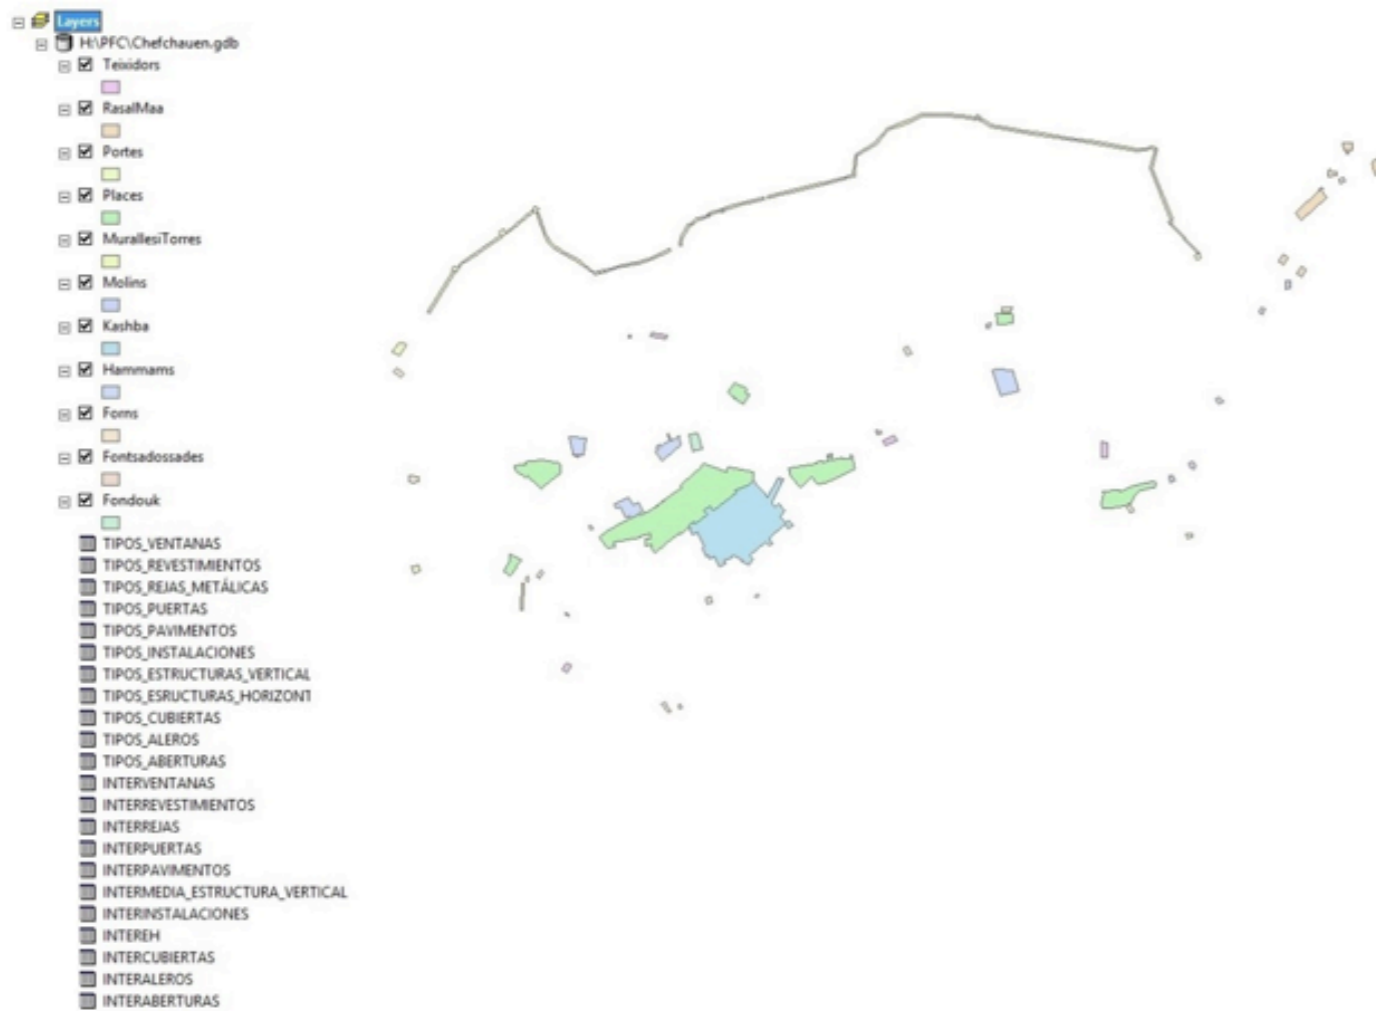 Layers
H:\PFC\Chefchauen.gdb
Teixidors
RasalMaa
Portes
Places
MurallesiTorres
Molins
Kashba
Hammams
Forns
Fontsadossades
Fondouk
TIPOS_VENTANAS
TIPOS_REVESTIMIENTOS
TIPOS_REJAS_METÁLICAS
TIPOS_PUERTAS
TIPOS_PAVIMENTOS
TIPOS_INSTALACIONES
TIPOS_ESTRUCTURAS_VERTICAL
TIPOS_ESRUCTURAS_HORIZONT
TIPOS_CUBIERTAS
TIPOS_ALEROS
TIPOS_ABERTURAS
INTERVENTANAS
INTERREVESTIMIENTOS
INTERREJAS
INTERPUERTAS
INTERPAVIMENTOS
INTERMEDIA_ESTRUCTURA_VERTICAL
INTERINSTALACIONES
INTEREH
INTERCUBIERTAS
INTERALEROS
INTERABERTURAS